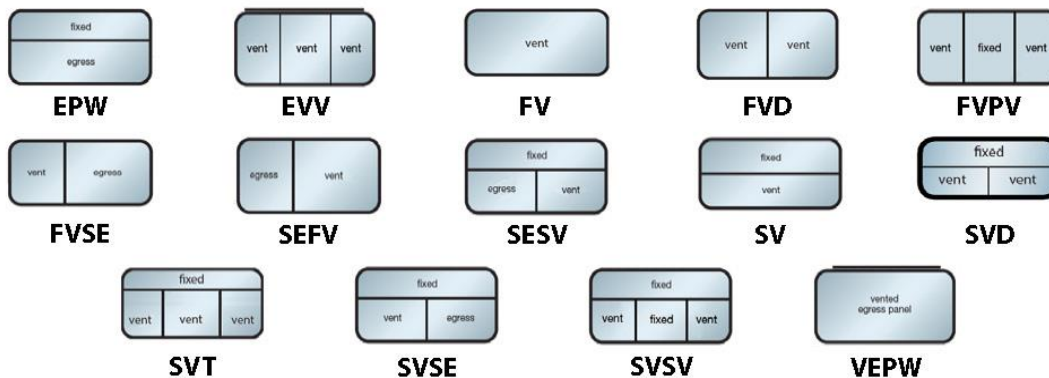 fixed
egress
EPW
vent vent vent
EVV
vent
FV
vent vent
FVD
vent fixed vent
FVPV
vent egress
FVSE
egress vent
SEFV
fixed
egress vent
SESV
fixed
vent
SV
fixed
vent vent
SVD
fixed
vent vent vent
SVT
fixed
vent egress
SVSE
fixed
vent fixed vent
SVSV
vented
egress panel
VEPW